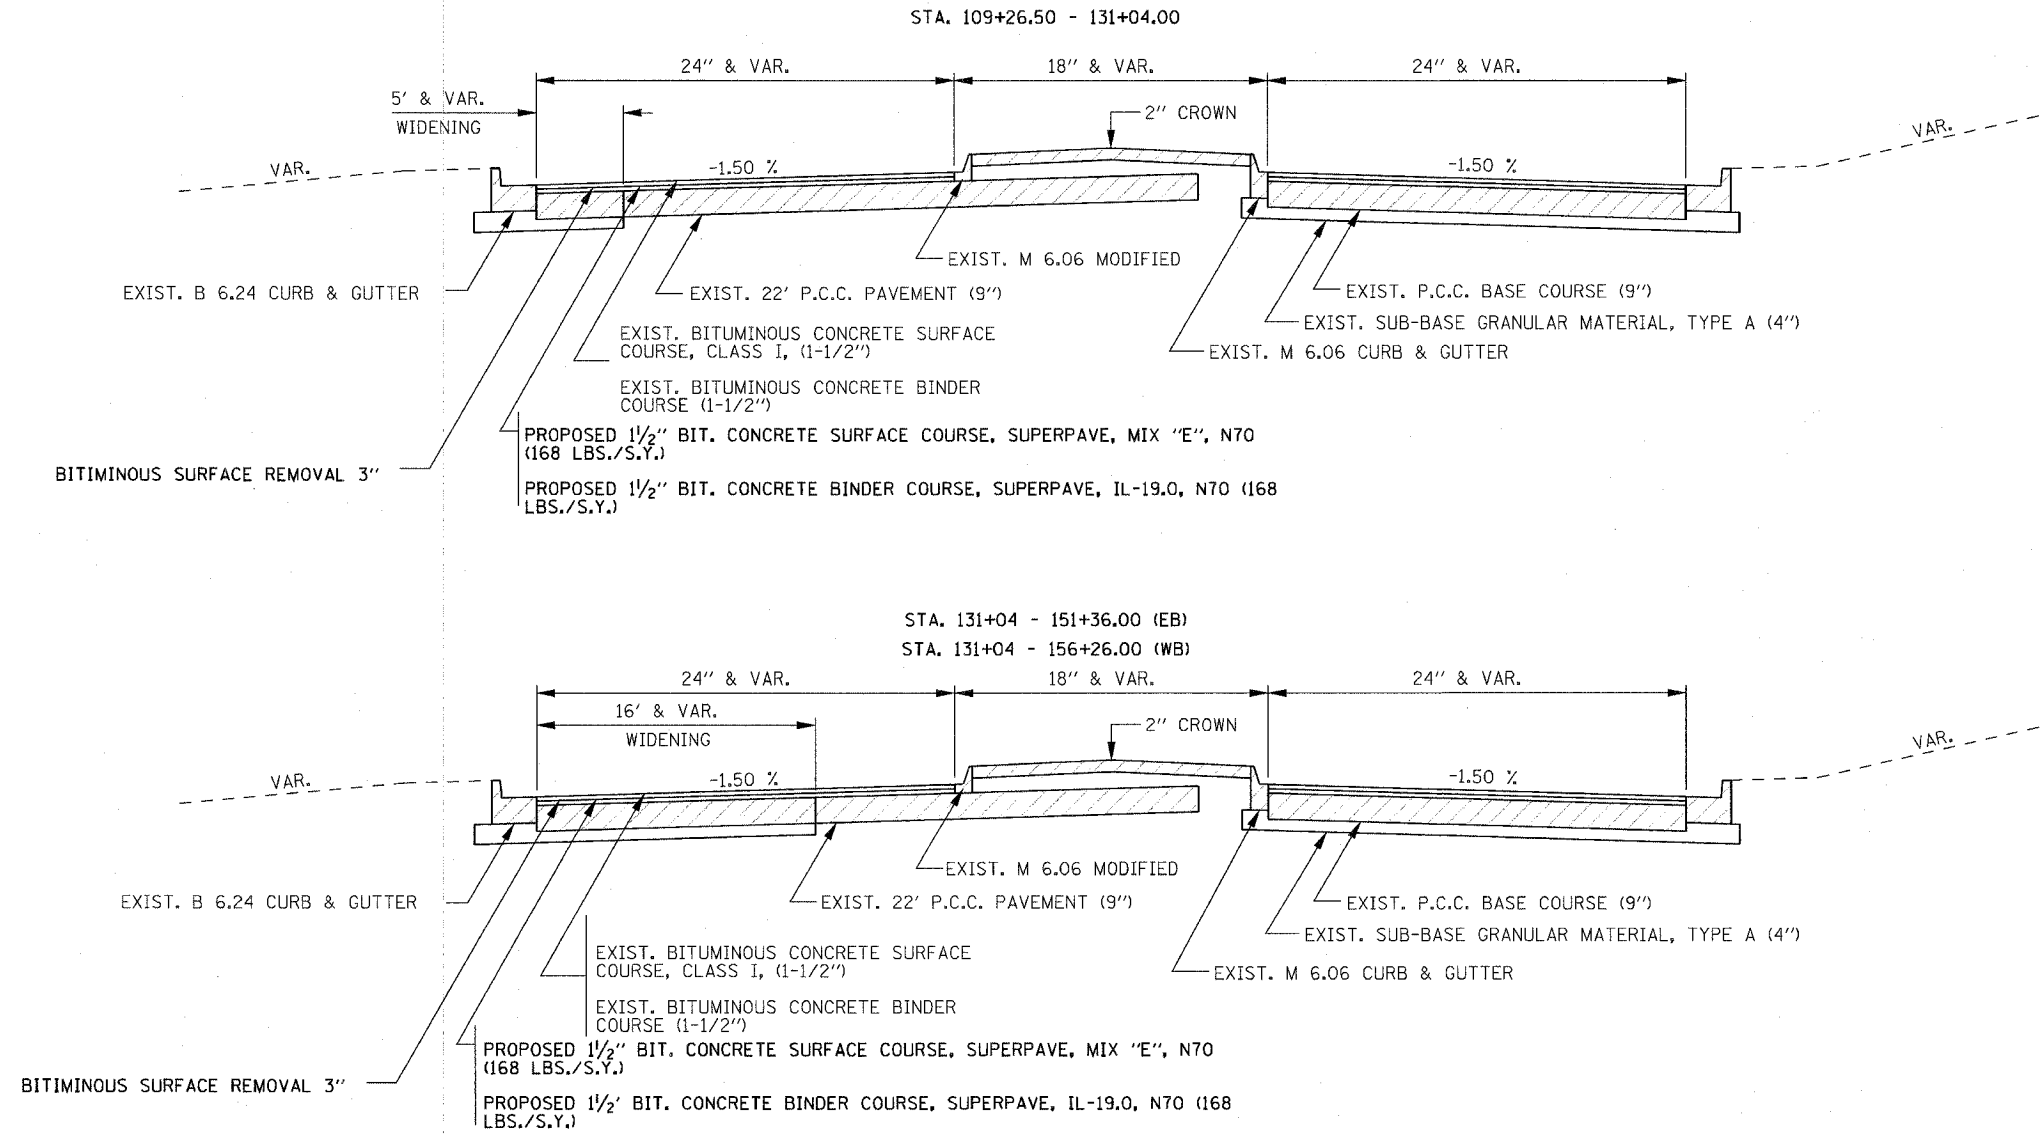 STA. 109+26.50 - 131+04.00
24" & VAR.
18" & VAR.
24" & VAR.
5' & VAR.
WIDENING
2" CROWN
VAR.
VAR.
-1.50 %
-1.50 %
EXIST. M 6.06 MODIFIED
EXIST. B 6.24 CURB & GUTTER
EXIST. 22' P.C.C. PAVEMENT (9")
EXIST. P.C.C. BASE COURSE (9")
EXIST. SUB-BASE GRANULAR MATERIAL, TYPE A (4")
EXIST. BITUMINOUS CONCRETE SURFACE
COURSE, CLASS I, (1-1/2")
EXIST. M 6.06 CURB & GUTTER
EXIST. BITUMINOUS CONCRETE BINDER
COURSE (1-1/2")
PROPOSED 1 1/2" BIT. CONCRETE SURFACE COURSE, SUPERPAVE, MIX "E", N70
(168 LBS./S.Y.)
BITIMINOUS SURFACE REMOVAL 3"
PROPOSED 1 1/2" BIT. CONCRETE BINDER COURSE, SUPERPAVE, IL-19.0, N70 (168
LBS./S.Y.)
STA. 131+04 - 151+36.00 (EB)
STA. 131+04 - 156+26.00 (WB)
24" & VAR.
18" & VAR.
24" & VAR.
16' & VAR.
WIDENING
2" CROWN
VAR.
VAR.
-1.50 %
-1.50 %
EXIST. M 6.06 MODIFIED
EXIST. B 6.24 CURB & GUTTER
EXIST. 22' P.C.C. PAVEMENT (9")
EXIST. P.C.C. BASE COURSE (9")
EXIST. SUB-BASE GRANULAR MATERIAL, TYPE A (4")
EXIST. BITUMINOUS CONCRETE SURFACE
COURSE, CLASS I, (1-1/2")
EXIST. M 6.06 CURB & GUTTER
EXIST. BITUMINOUS CONCRETE BINDER
COURSE (1-1/2")
PROPOSED 1 1/2" BIT. CONCRETE SURFACE COURSE, SUPERPAVE, MIX "E", N70
(168 LBS./S.Y.)
BITIMINOUS SURFACE REMOVAL 3"
PROPOSED 1 1/2' BIT. CONCRETE BINDER COURSE, SUPERPAVE, IL-19.0, N70 (168
LBS./S.Y.)